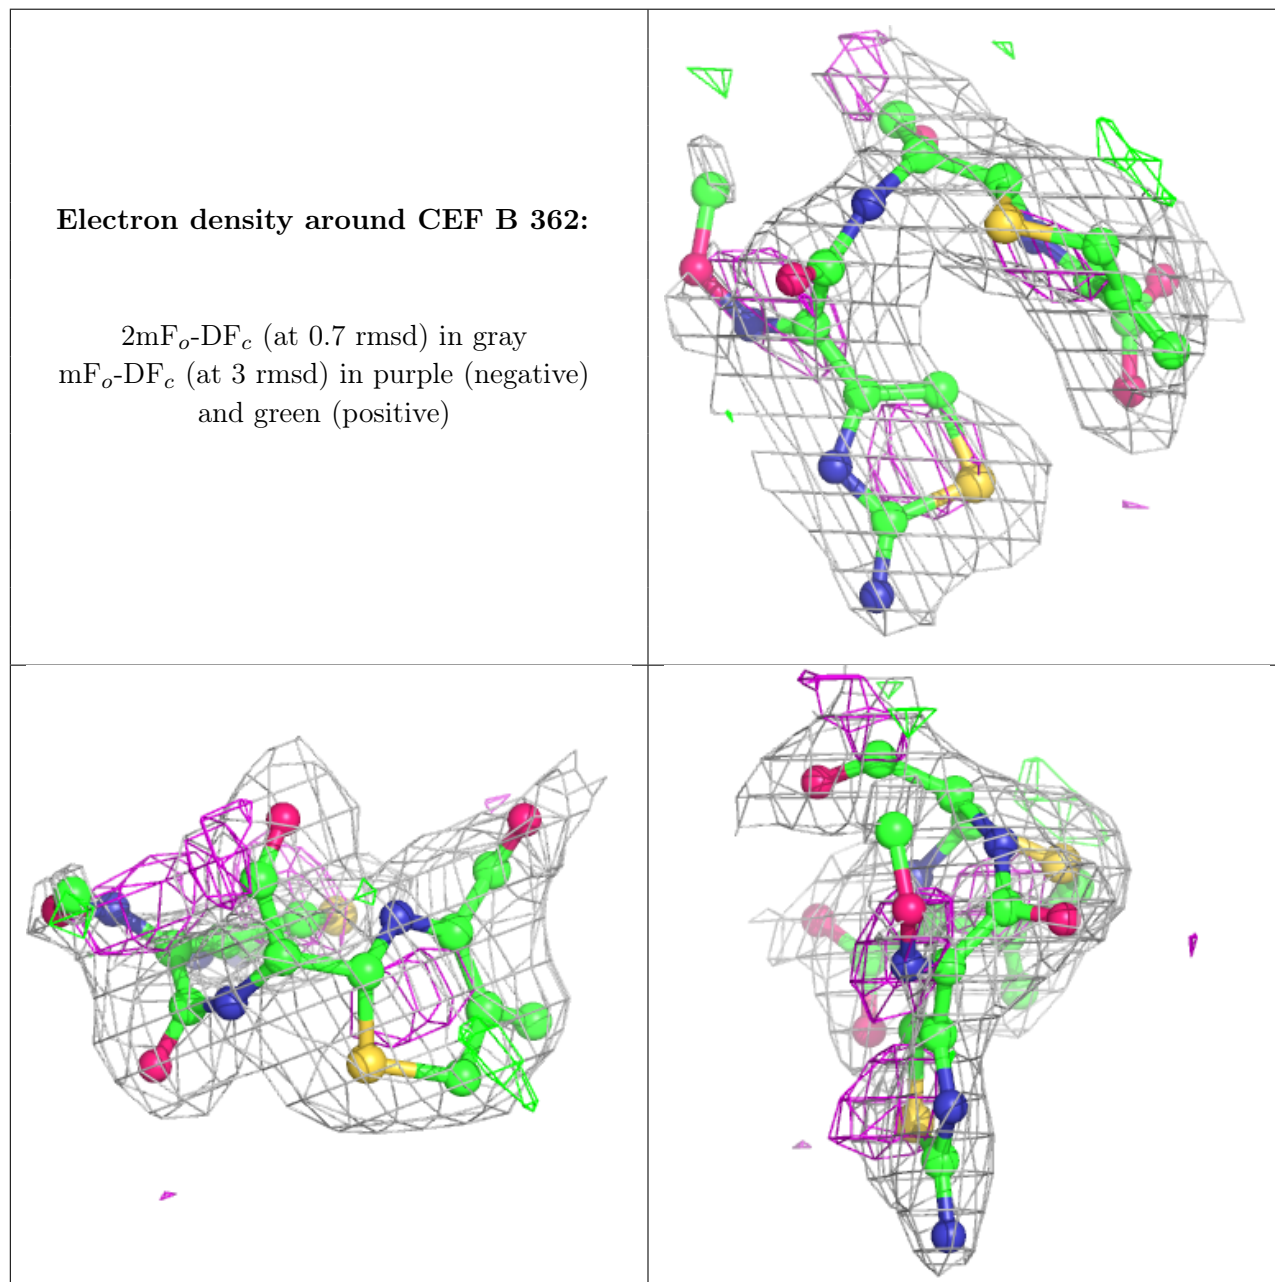 Electron density around CEF B 362:
2mFₒ-DF𝑐 (at 0.7 rmsd) in gray
mFₒ-DF𝑐 (at 3 rmsd) in purple (negative)
and green (positive)